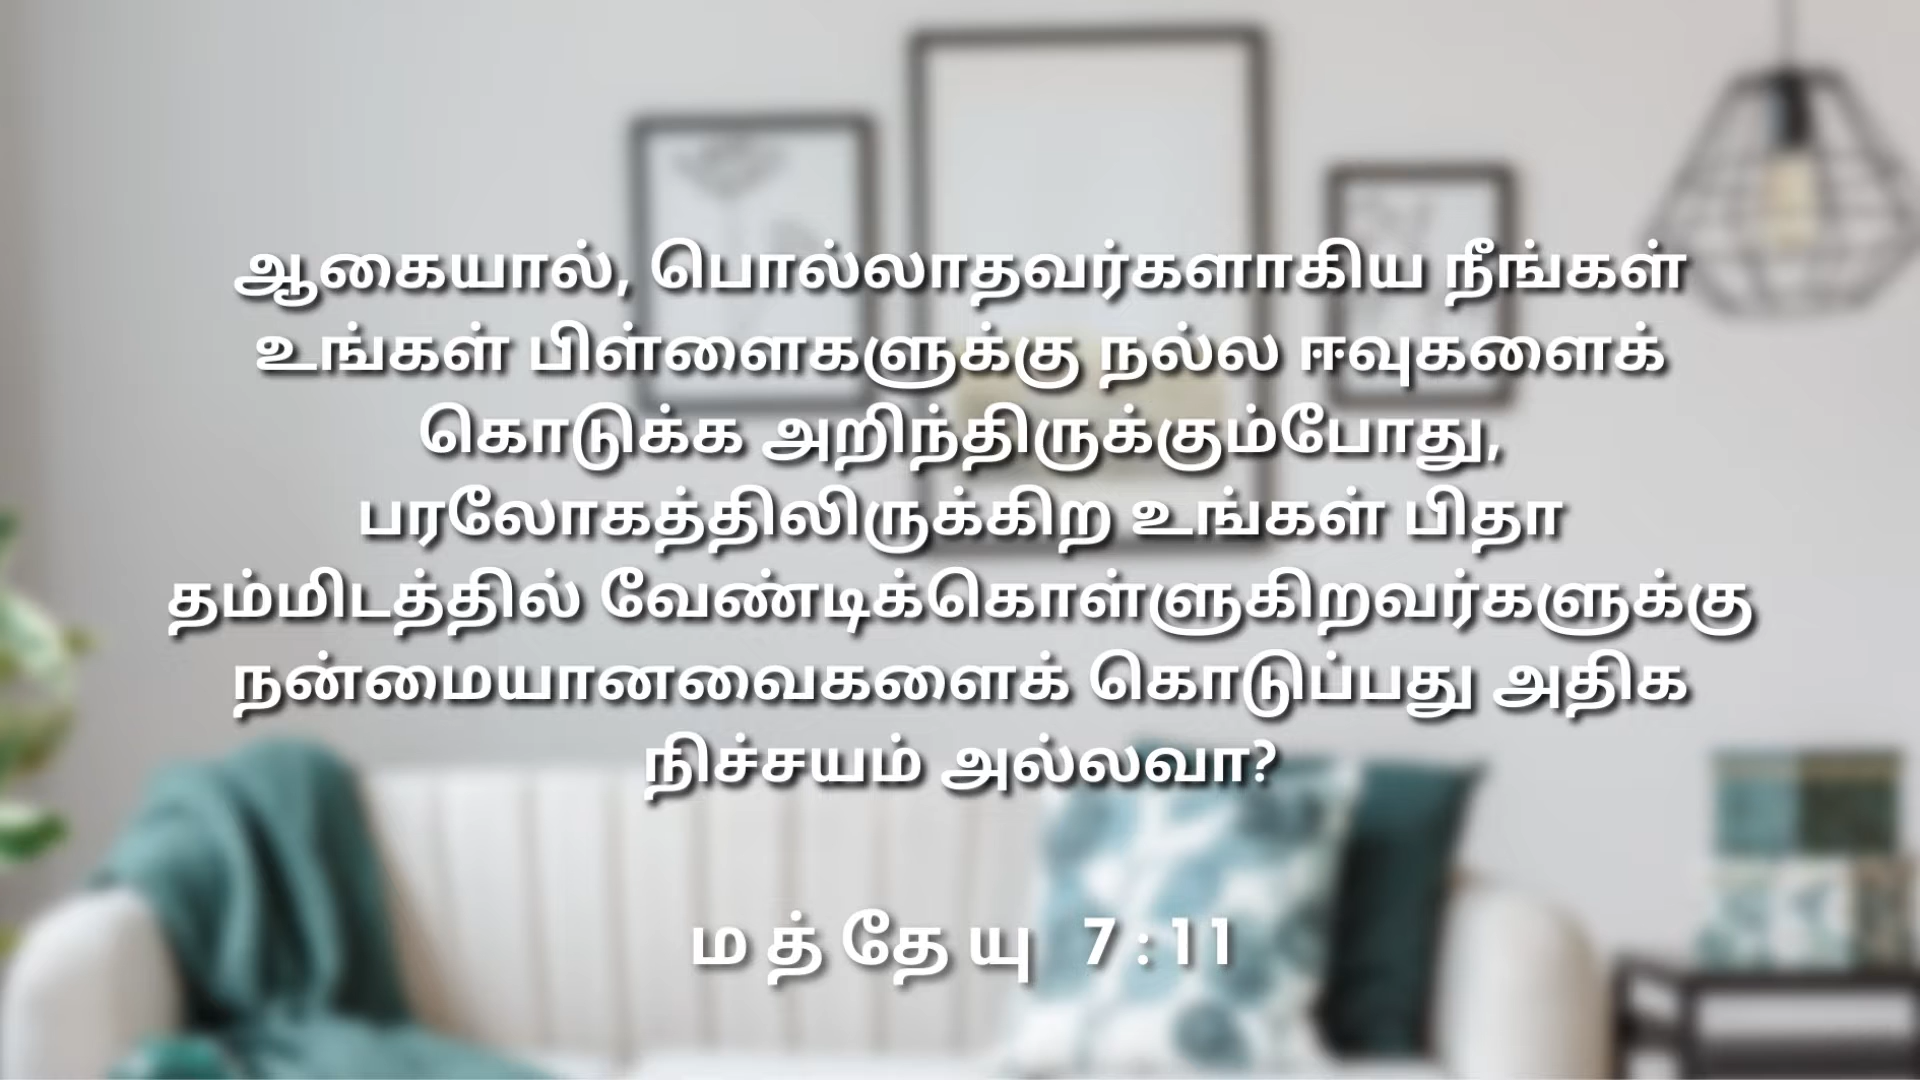 ஆகையால், பொல்லாதவர்களாகிய நீங்கள்
உங்கள் பிள்ளைகளுக்கு நல்ல ஈவுகளைக்
கொடுக்க அறிந்திருக்கும்போது,
பரலோகத்திலிருக்கிற உங்கள் பிதா
தம்மிடத்தில் வேண்டிக்கொள்ளுகிறவர்களுக்கு
நன்மையானவைகளைக் கொடுப்பது அதிக
நிச்சயம் அல்லவா?
மத்தேயு 7:11